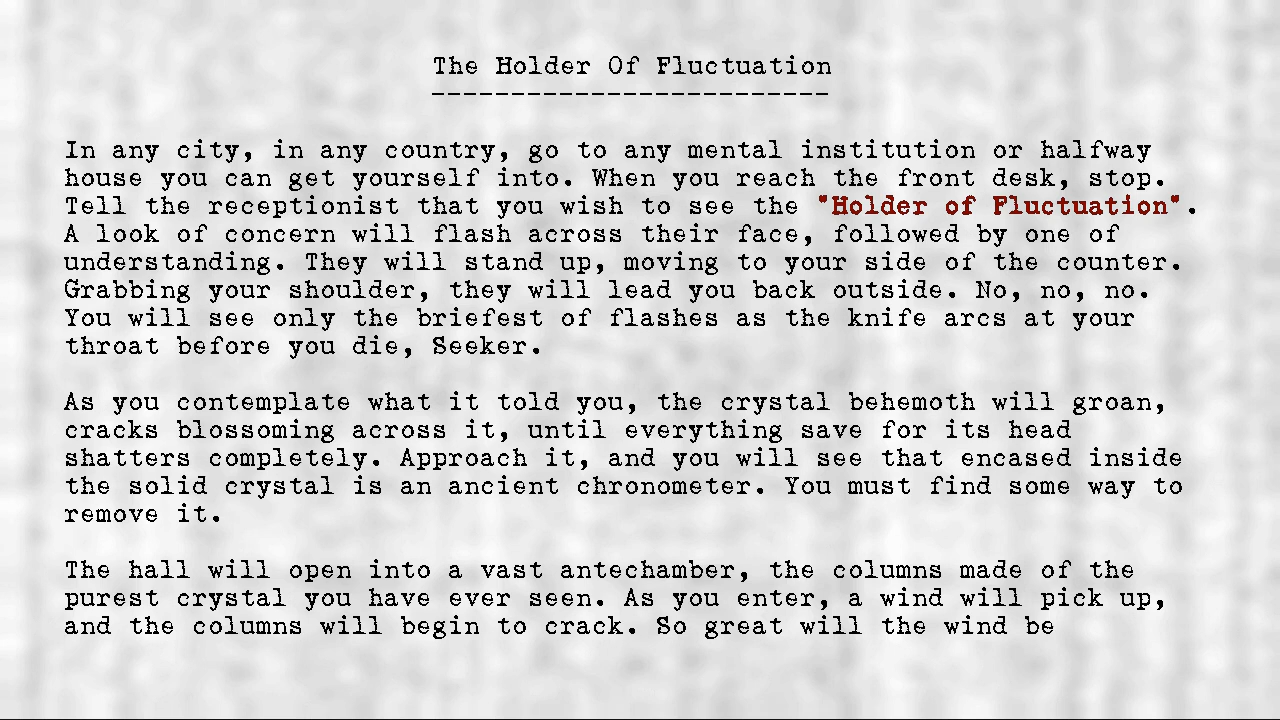 The Holder Of Fluctuation
-------------------------
In any city, in any country, go to any mental institution or halfway
house you can get yourself into. When you reach the front desk, stop.
Tell the receptionist that you wish to see the "Holder of Fluctuation".
A look of concern will flash across their face, followed by one of
understanding. They will stand up, moving to your side of the counter.
Grabbing your shoulder, they will lead you back outside. No, no, no.
You will see only the briefest of flashes as the knife arcs at your
throat before you die, Seeker.
As you contemplate what it told you, the crystal behemoth will groan,
cracks blossoming across it, until everything save for its head
shatters completely. Approach it, and you will see that encased inside
the solid crystal is an ancient chronometer. You must find some way to
remove it.
The hall will open into a vast antechamber, the columns made of the
purest crystal you have ever seen. As you enter, a wind will pick up,
and the columns will begin to crack. So great will the wind be